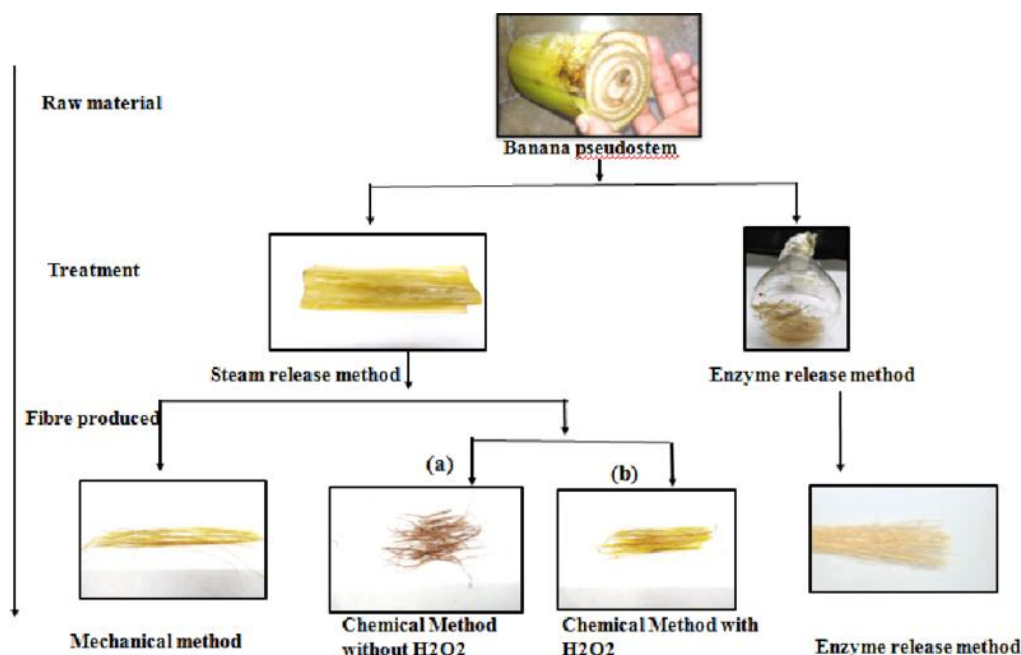 Raw material
Banana pseudostem
Treatment
Steam release method
Enzyme release method
Fibre produced
(a)
(b)
Mechanical method
Chemical Method
without H2O2
Chemical Method with
H2O2
Enzyme release method